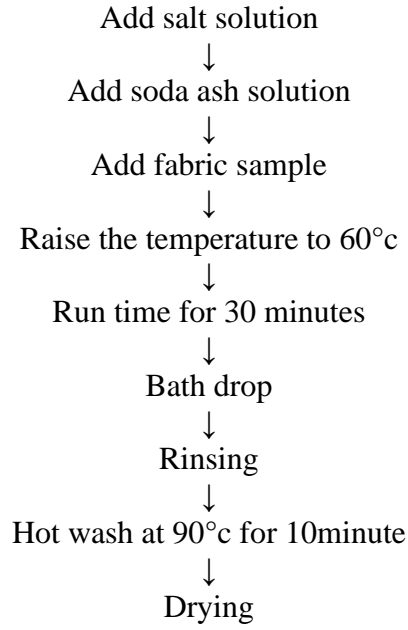 Add salt solution
↓
Add soda ash solution
↓
Add fabric sample
↓
Raise the temperature to 60°c
↓
Run time for 30 minutes
↓
Bath drop
↓
Rinsing
↓
Hot wash at 90°c for 10minute
↓
Drying